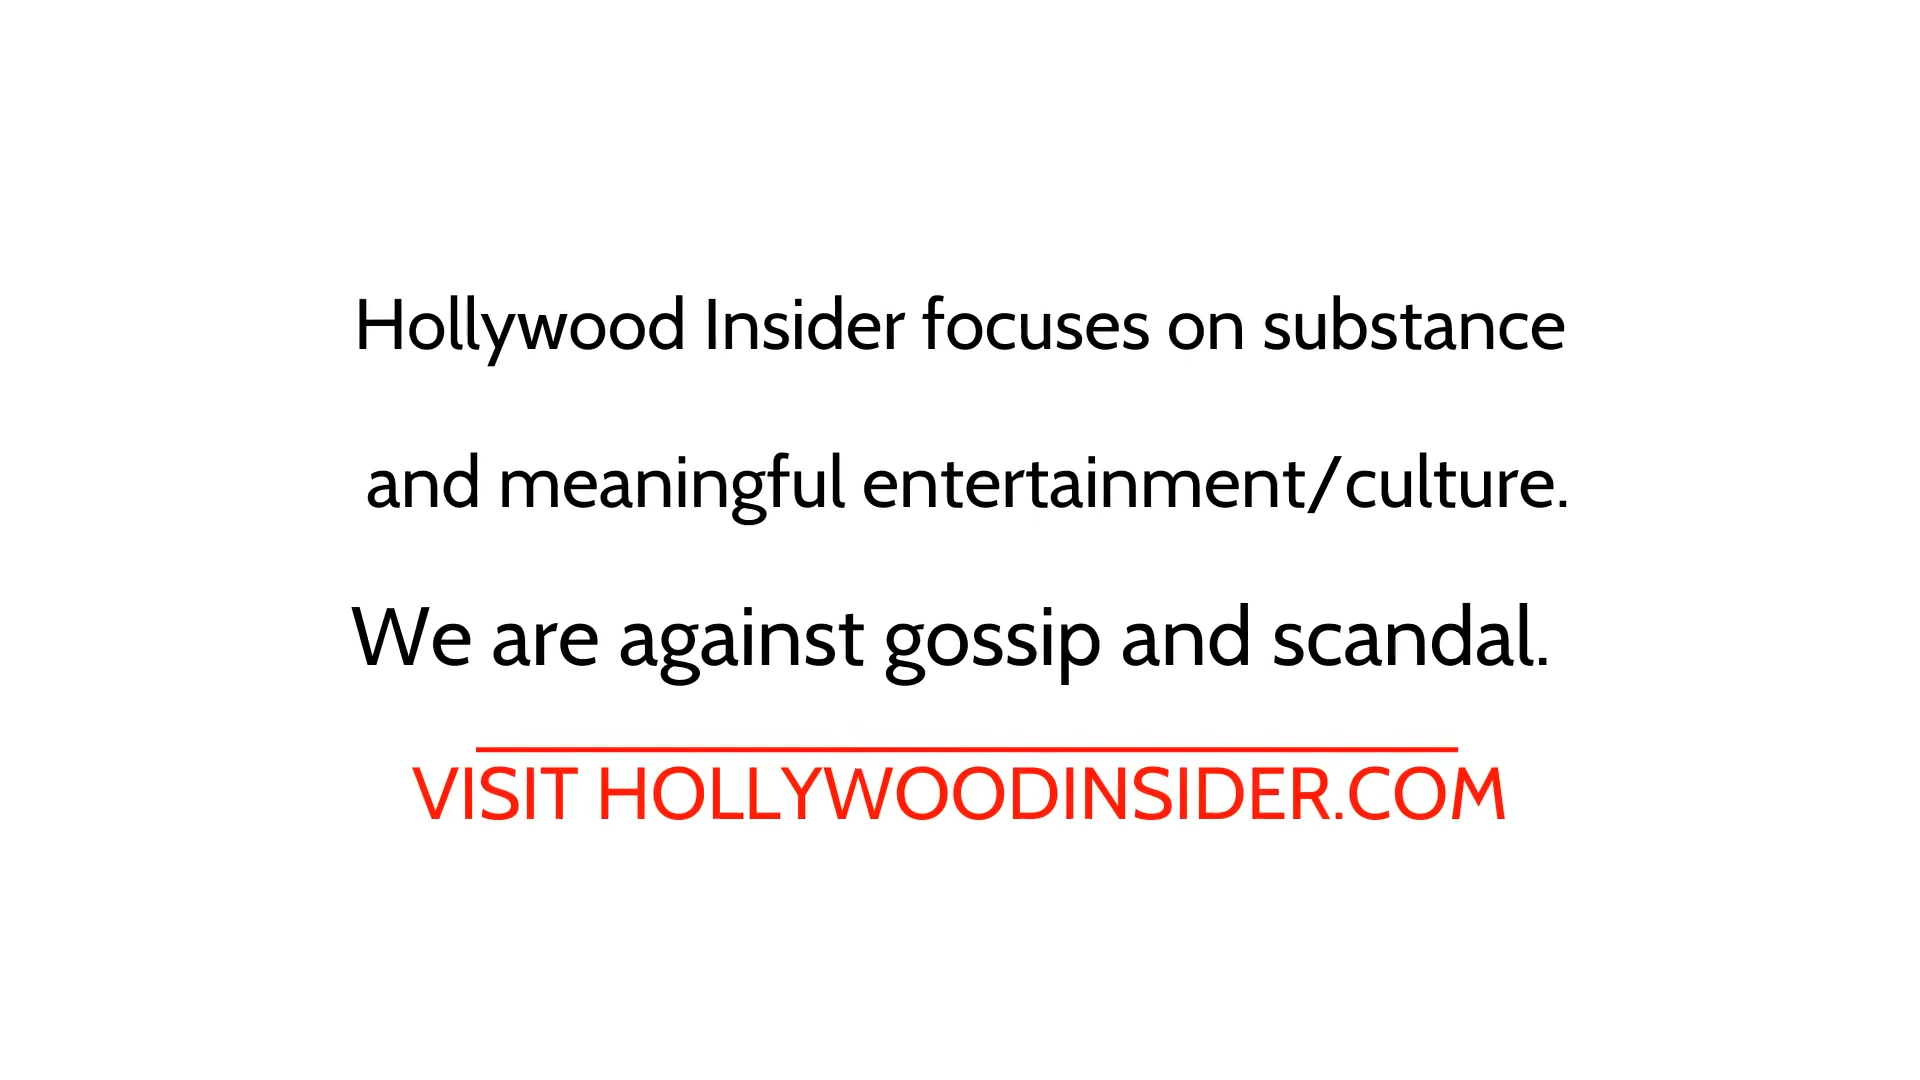 Hollywood Insider focuses on substance
and meaningful entertainment/culture.
We are against gossip and scandal.
VISIT HOLLYWOODINSIDER.COM